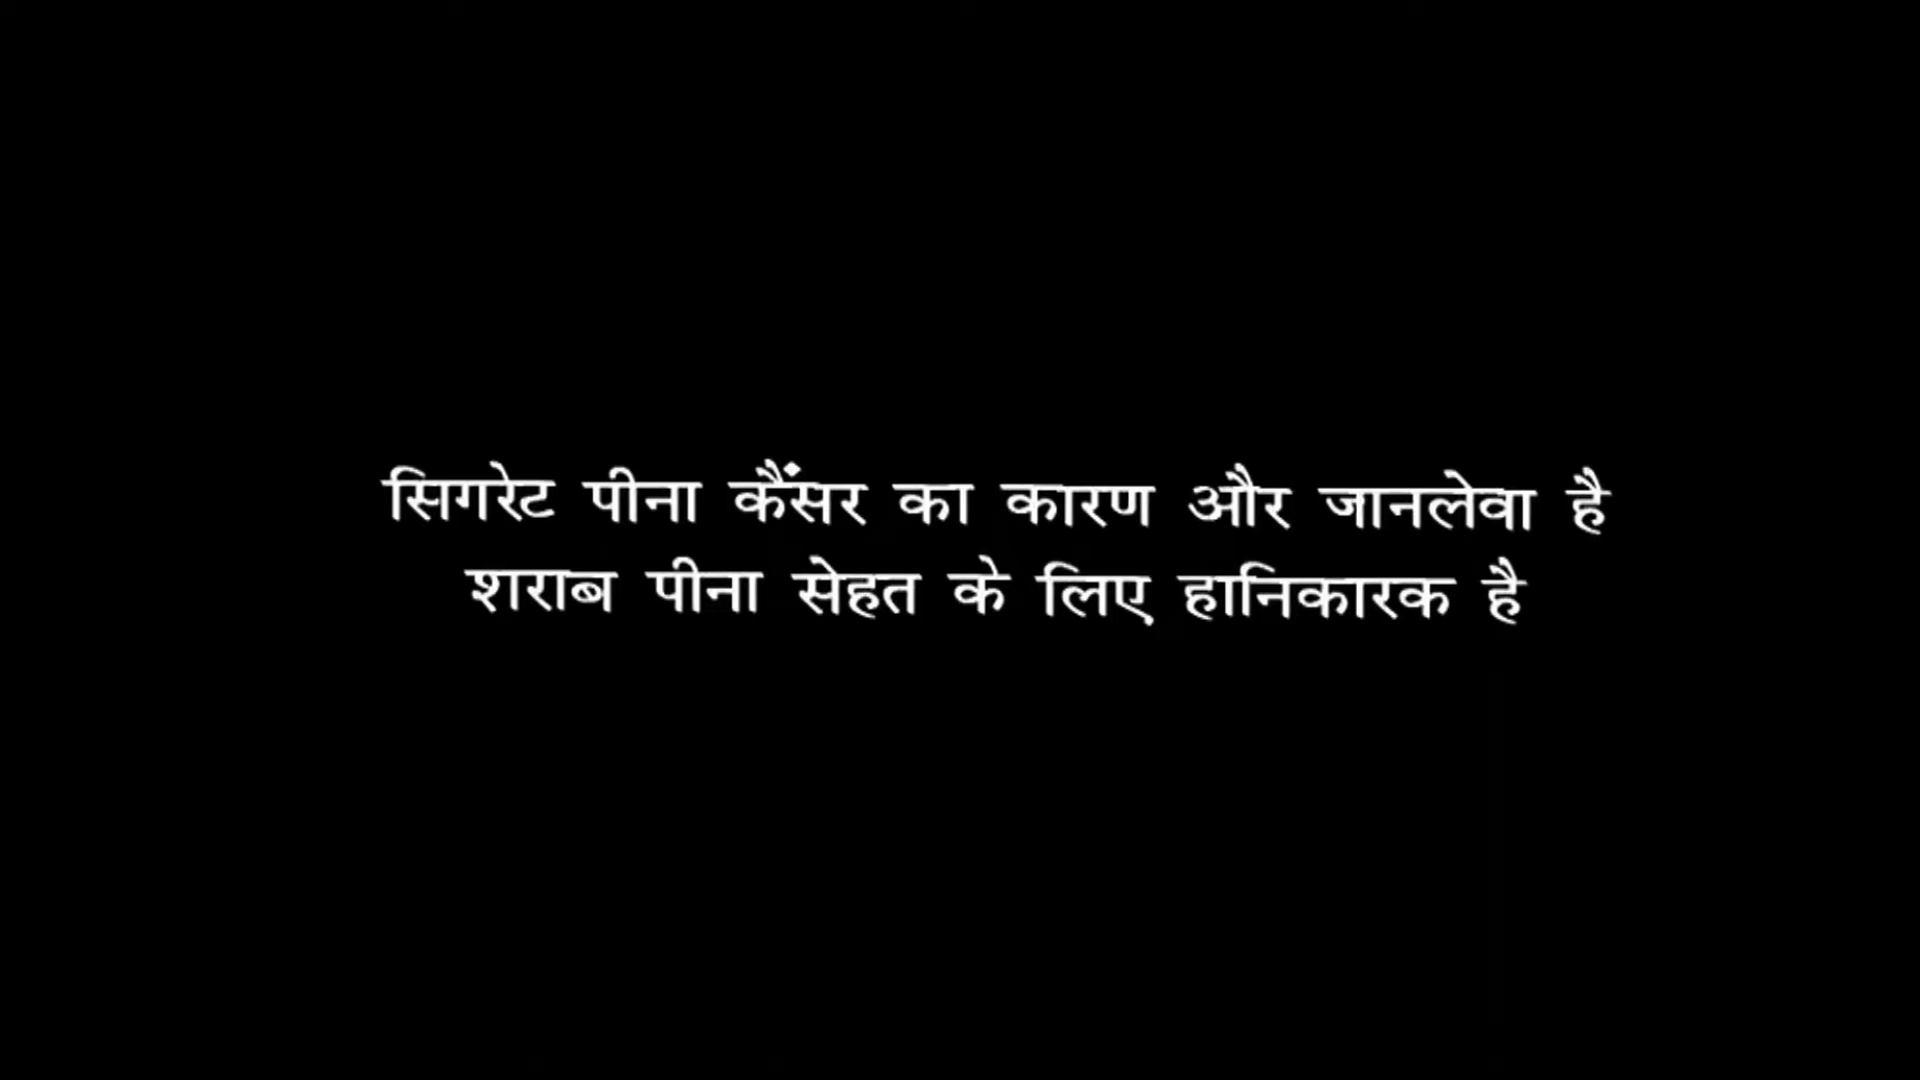 सिगरेट पीना कैंसर का कारण और जानलेवा है
शराब पीना सेहत के लिए हानिकारक है